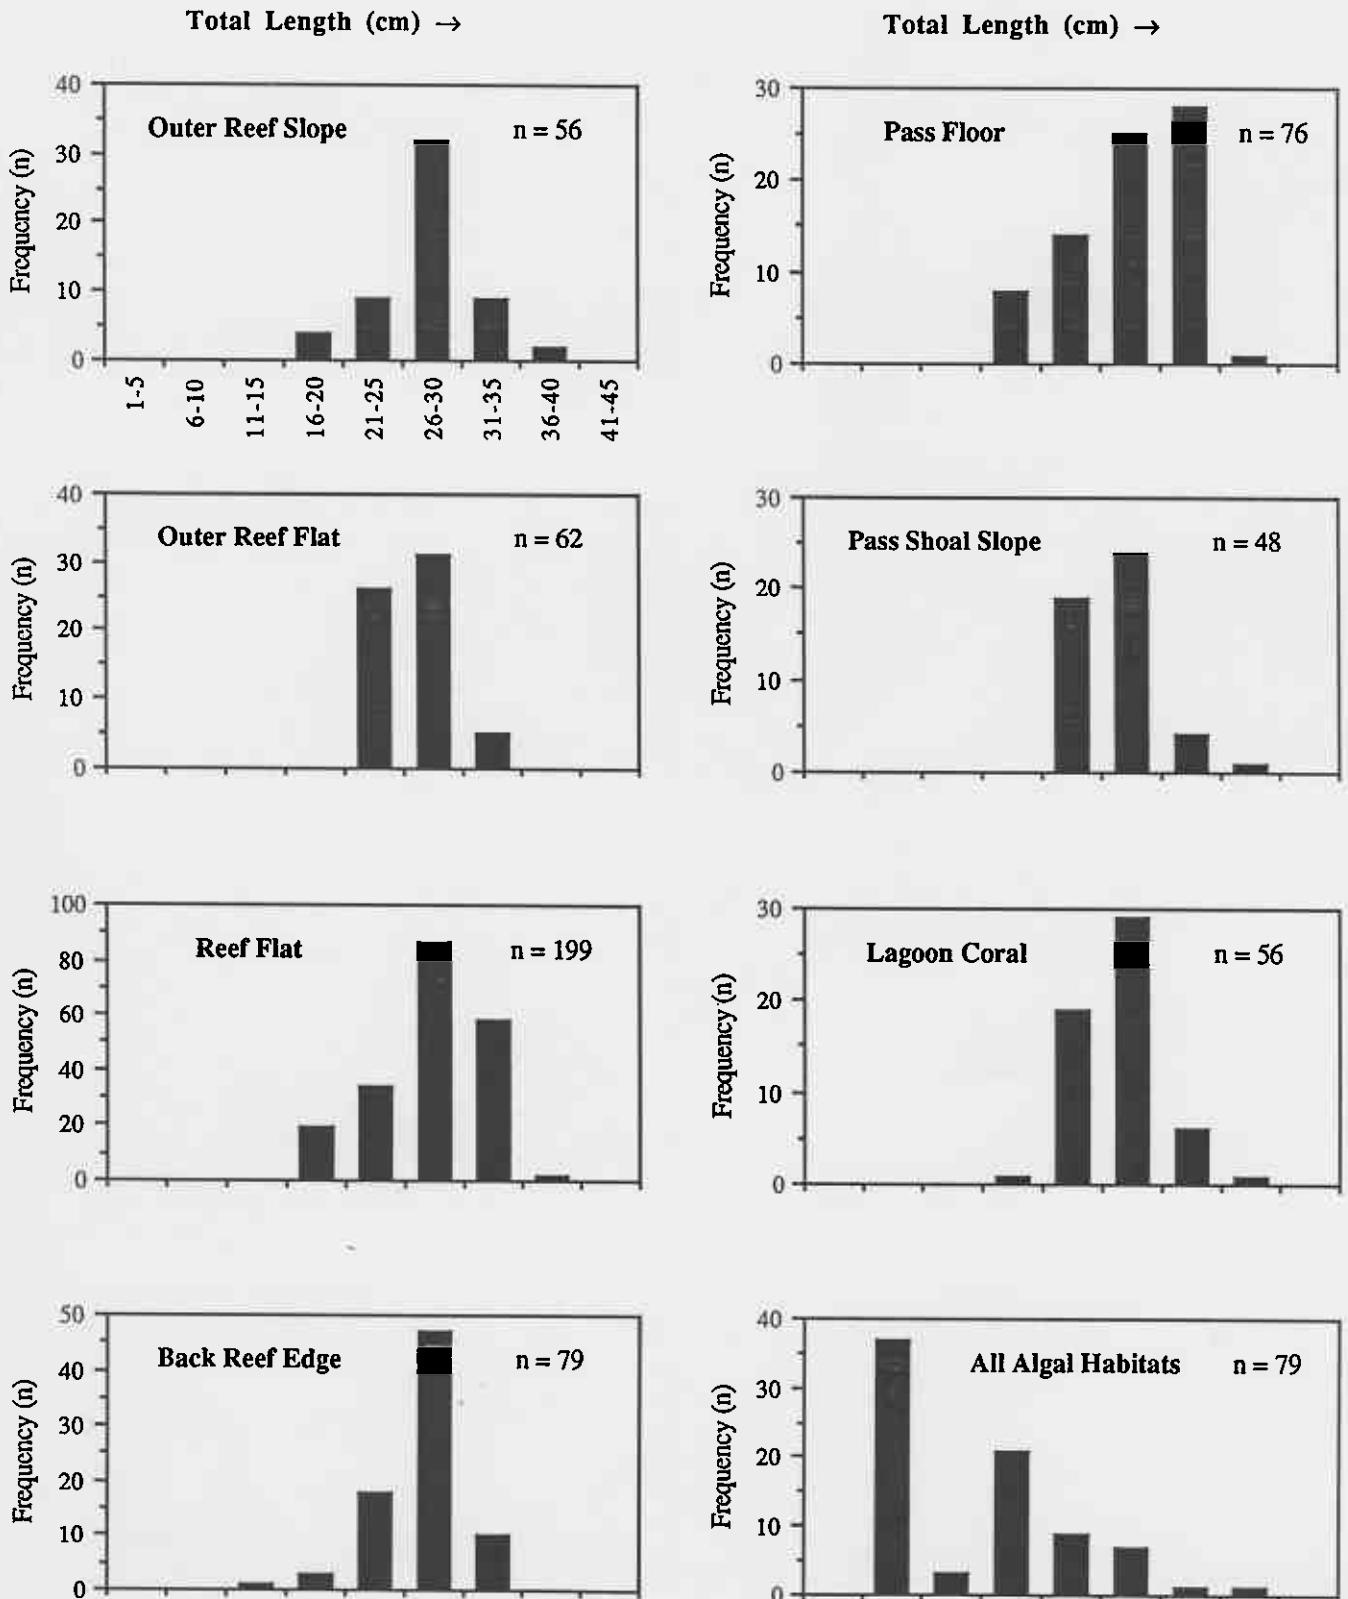 Total Length (cm) →
Total Length (cm) →
Outer Reef Slope n = 56
Frequency (n)
40
30
20
10
0
1-5
6-10
11-15
16-20
21-25
26-30
31-35
36-40
41-45
Pass Floor n = 76
Frequency (n)
30
20
10
0
Outer Reef Flat n = 62
Frequency (n)
40
30
20
10
0
Pass Shoal Slope n = 48
Frequency (n)
30
20
10
0
Reef Flat n = 199
Frequency (n)
100
80
60
40
20
0
Lagoon Coral n = 56
Frequency (n)
30
20
10
0
Back Reef Edge n = 79
Frequency (n)
50
40
30
20
10
0
All Algal Habitats n = 79
Frequency (n)
40
30
20
10
0